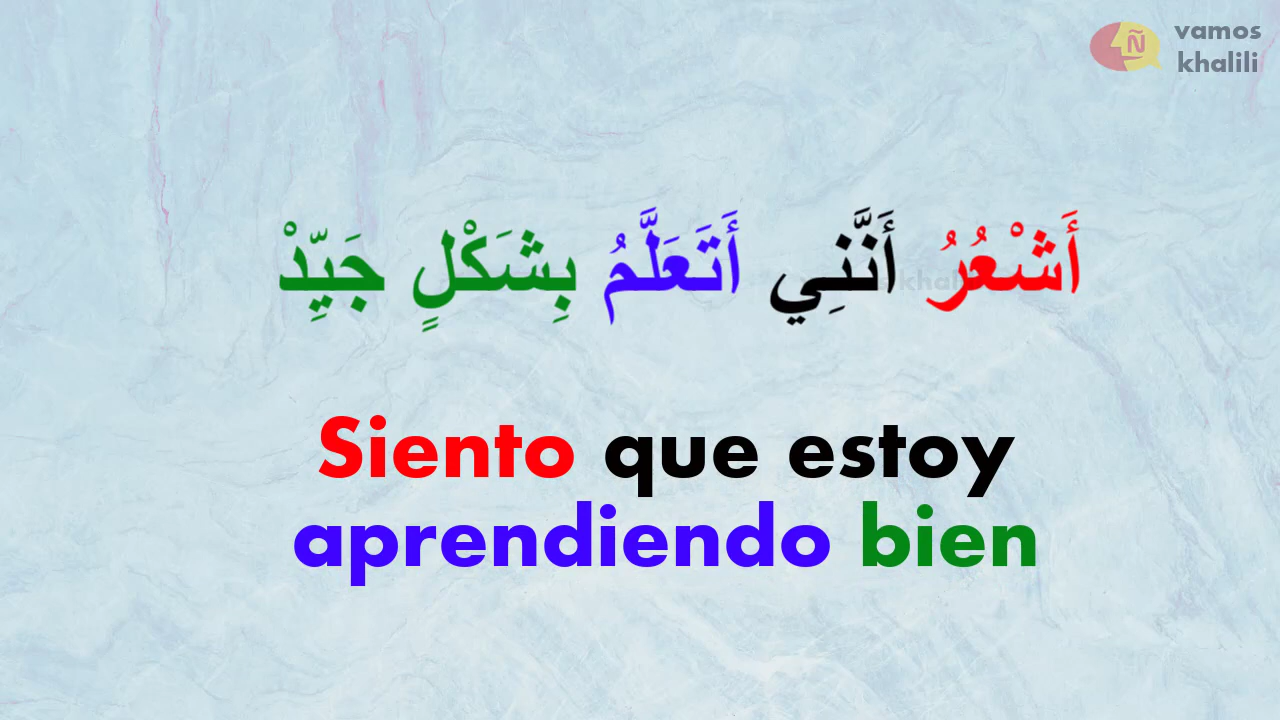 vamos
khalili
أَشْعُرُ أَنَّنِي أَتَعَلَّمُ بِشَكْلٍ جَيِّدْ
Siento que estoy
aprendiendo bien